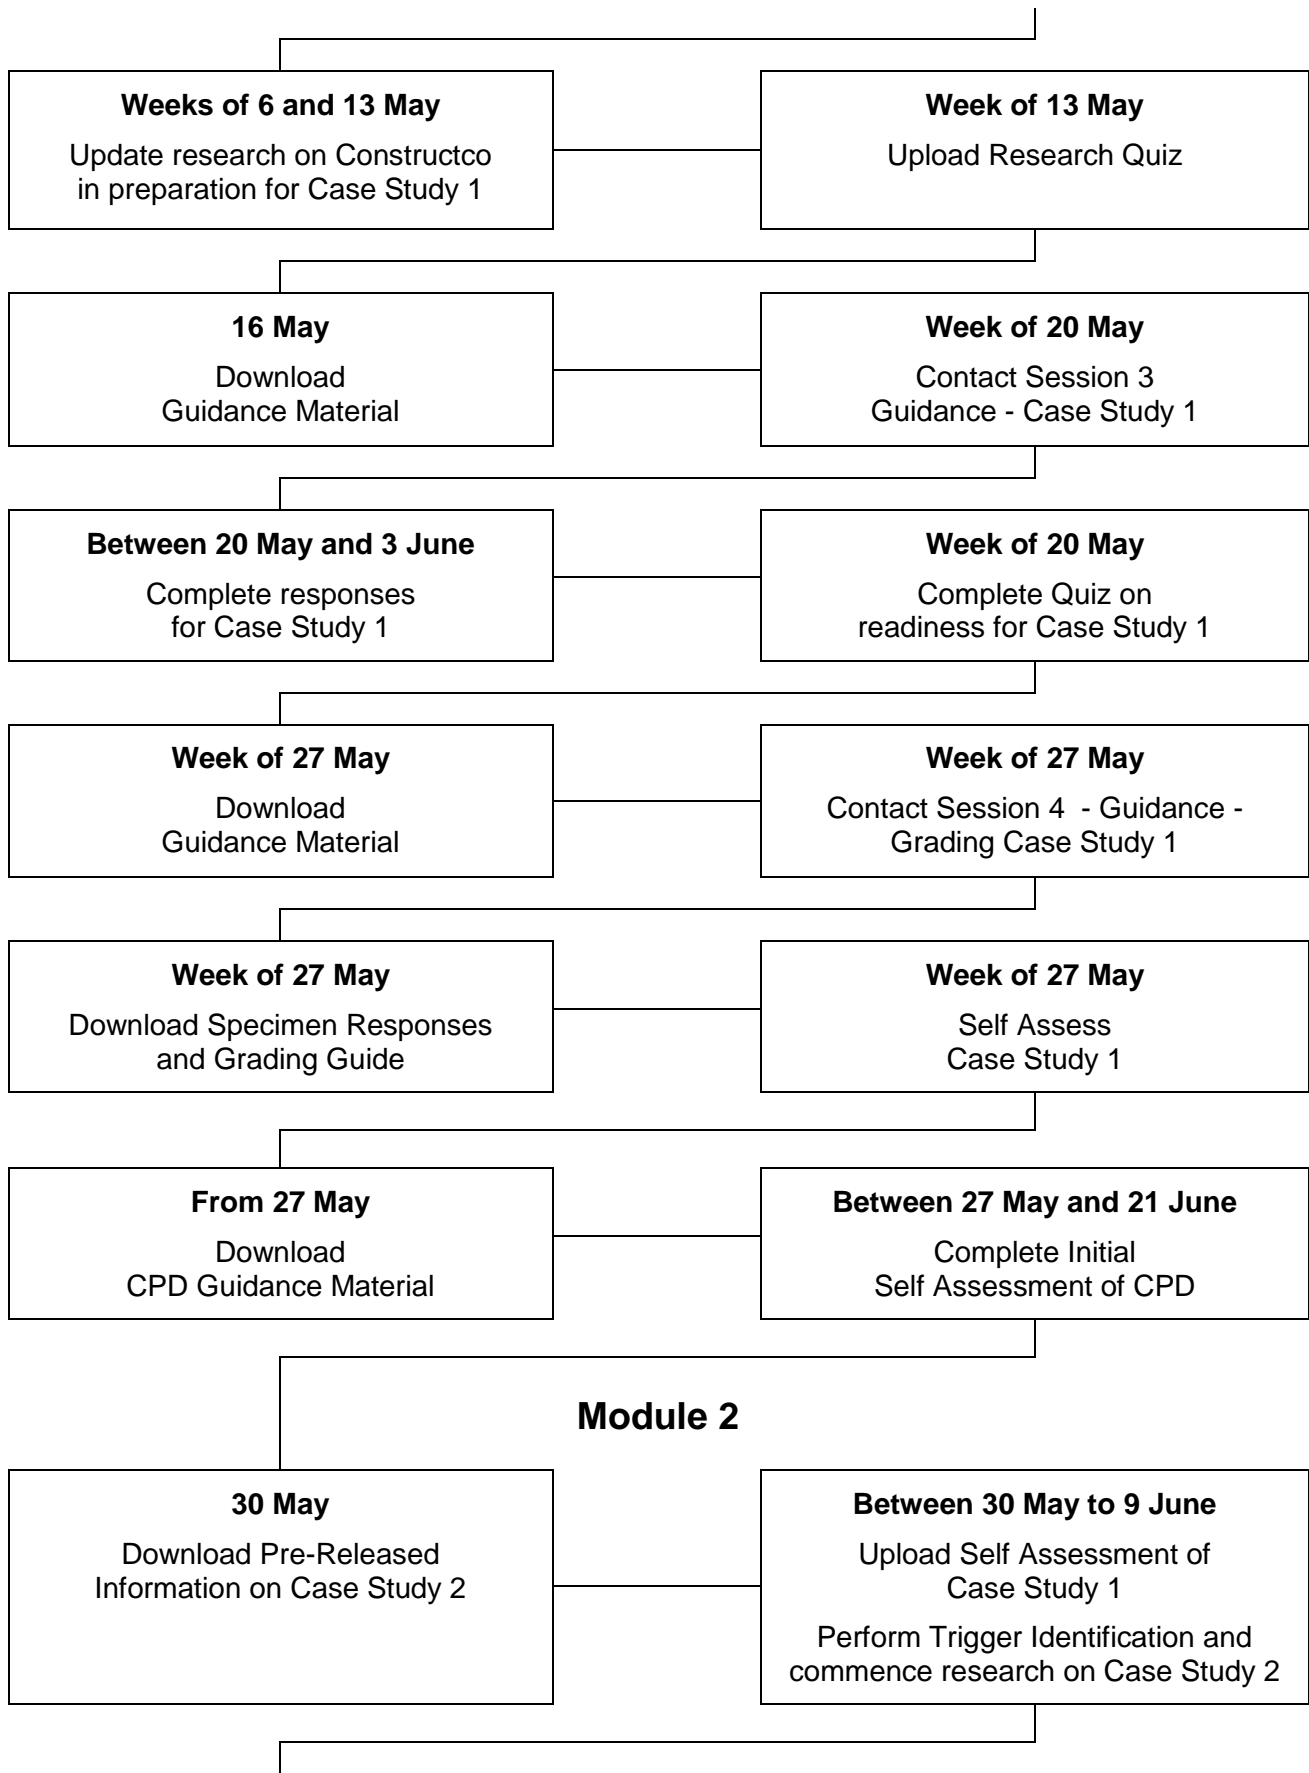 Weeks of 6 and 13 May
Update research on Constructco
in preparation for Case Study 1
Week of 13 May
Upload Research Quiz
16 May
Download
Guidance Material
Week of 20 May
Contact Session 3
Guidance - Case Study 1
Between 20 May and 3 June
Complete responses
for Case Study 1
Week of 20 May
Complete Quiz on
readiness for Case Study 1
Week of 27 May
Download
Guidance Material
Week of 27 May
Contact Session 4 - Guidance -
Grading Case Study 1
Week of 27 May
Download Specimen Responses
and Grading Guide
Week of 27 May
Self Assess
Case Study 1
From 27 May
Download
CPD Guidance Material
Between 27 May and 21 June
Complete Initial
Self Assessment of CPD
Module 2
30 May
Download Pre-Released
Information on Case Study 2
Between 30 May to 9 June
Upload Self Assessment of
Case Study 1
Perform Trigger Identification and
commence research on Case Study 2